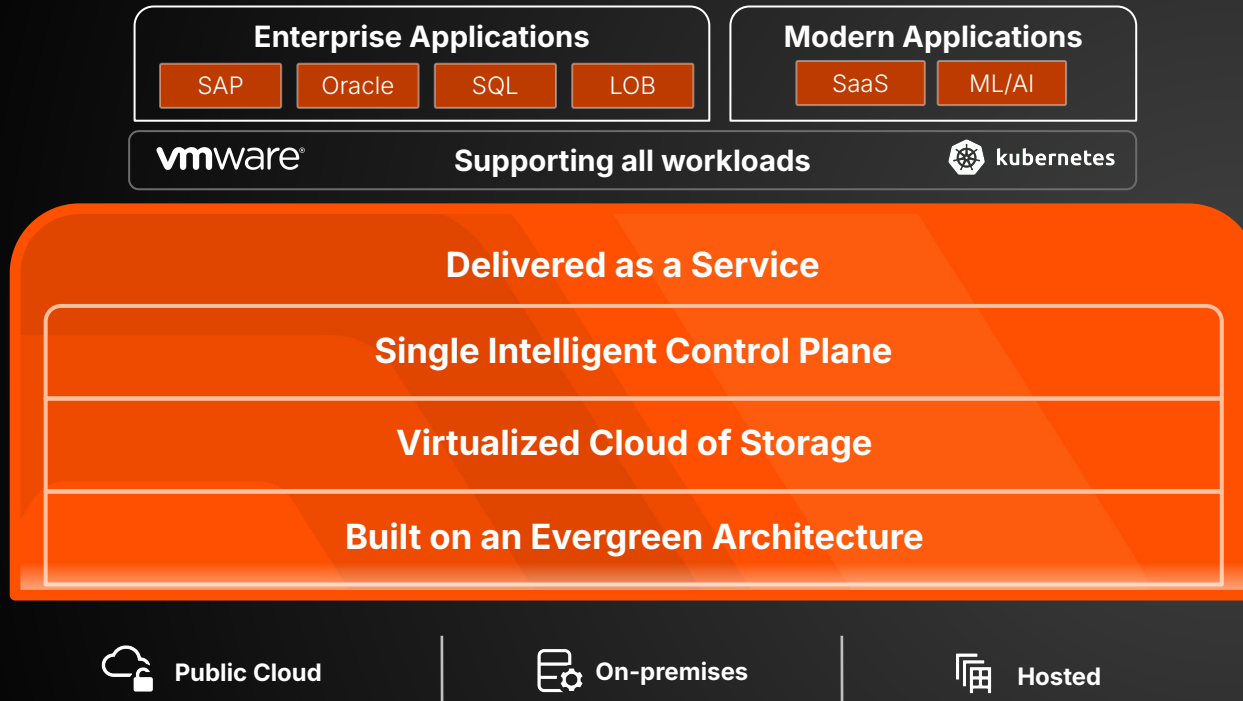 Enterprise Applications
SAP Oracle SQL LOB
Modern Applications
SaaS ML/AI
vmware®
Supporting all workloads
kubernetes
Delivered as a Service
Single Intelligent Control Plane
Virtualized Cloud of Storage
Built on an Evergreen Architecture
Public Cloud
On-premises
Hosted